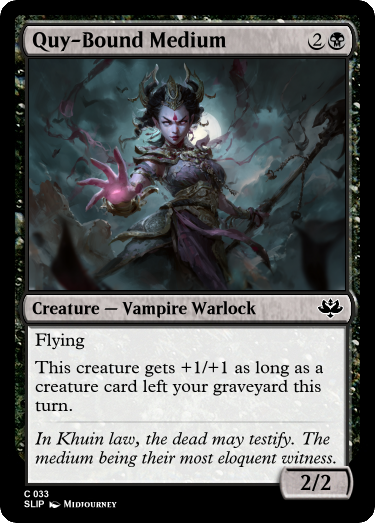 Quy-Bound Medium 2
Creature — Vampire Warlock
Flying
This creature gets +1/+1 as long as a
creature card left your graveyard this
turn.
In Khuin law, the dead may testify. The
medium being their most eloquent witness.
2/2
C 033
SLIP Midjourney